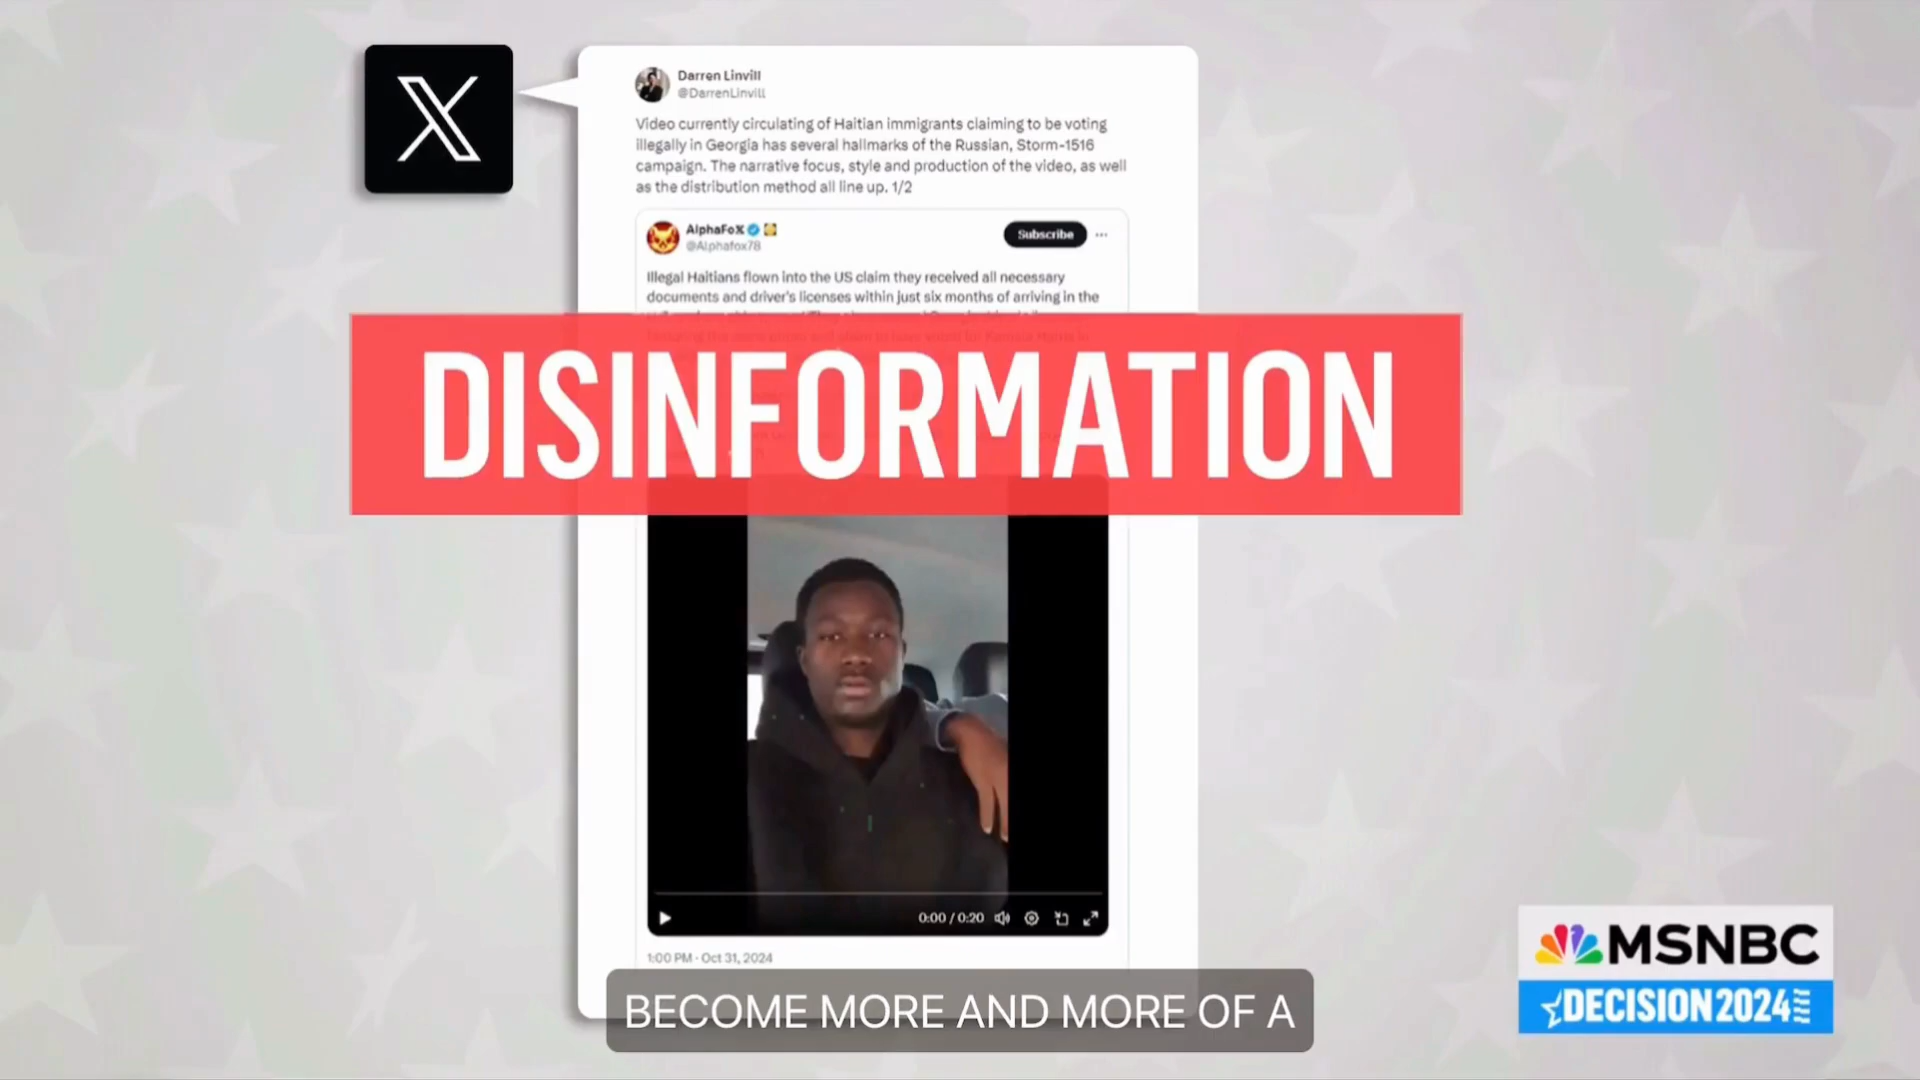 X
Darren Linvill
@DarrenLinvill
Video currently circulating of Haitian immigrants claiming to be voting
illegally in Georgia has several hallmarks of the Russian, Storm-1516
campaign. The narrative focus, style and production of the video, as well
as the distribution method all line up. 1/2
AlphaFoX
@Alphafox78
Subscribe
Illegal Haitians flown into the US claim they received all necessary
documents and driver's licenses within just six months of arriving in the
DISINFORMATION
0:00 / 0:20
1:00 PM · Oct 31, 2024
BECOME MORE AND MORE OF A
MSNBC
DECISION 2024